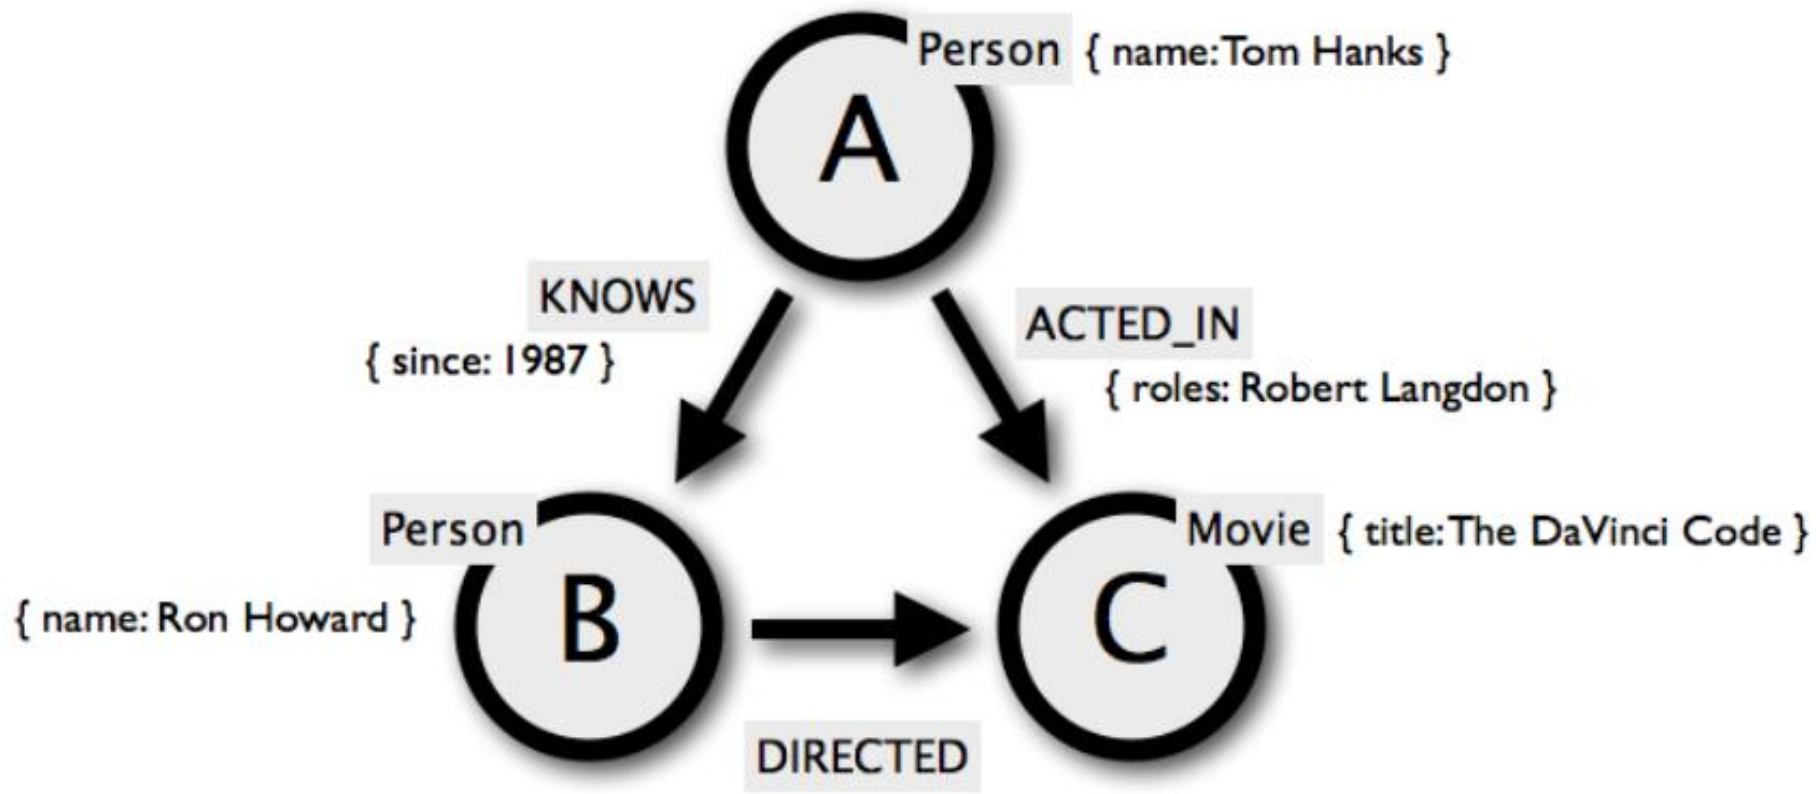 Person { name: Tom Hanks }
A
KNOWS
{ since: 1987 }
ACTED_IN
{ roles: Robert Langdon }
Person
{ name: Ron Howard }
B
Movie { title: The DaVinci Code }
C
DIRECTED